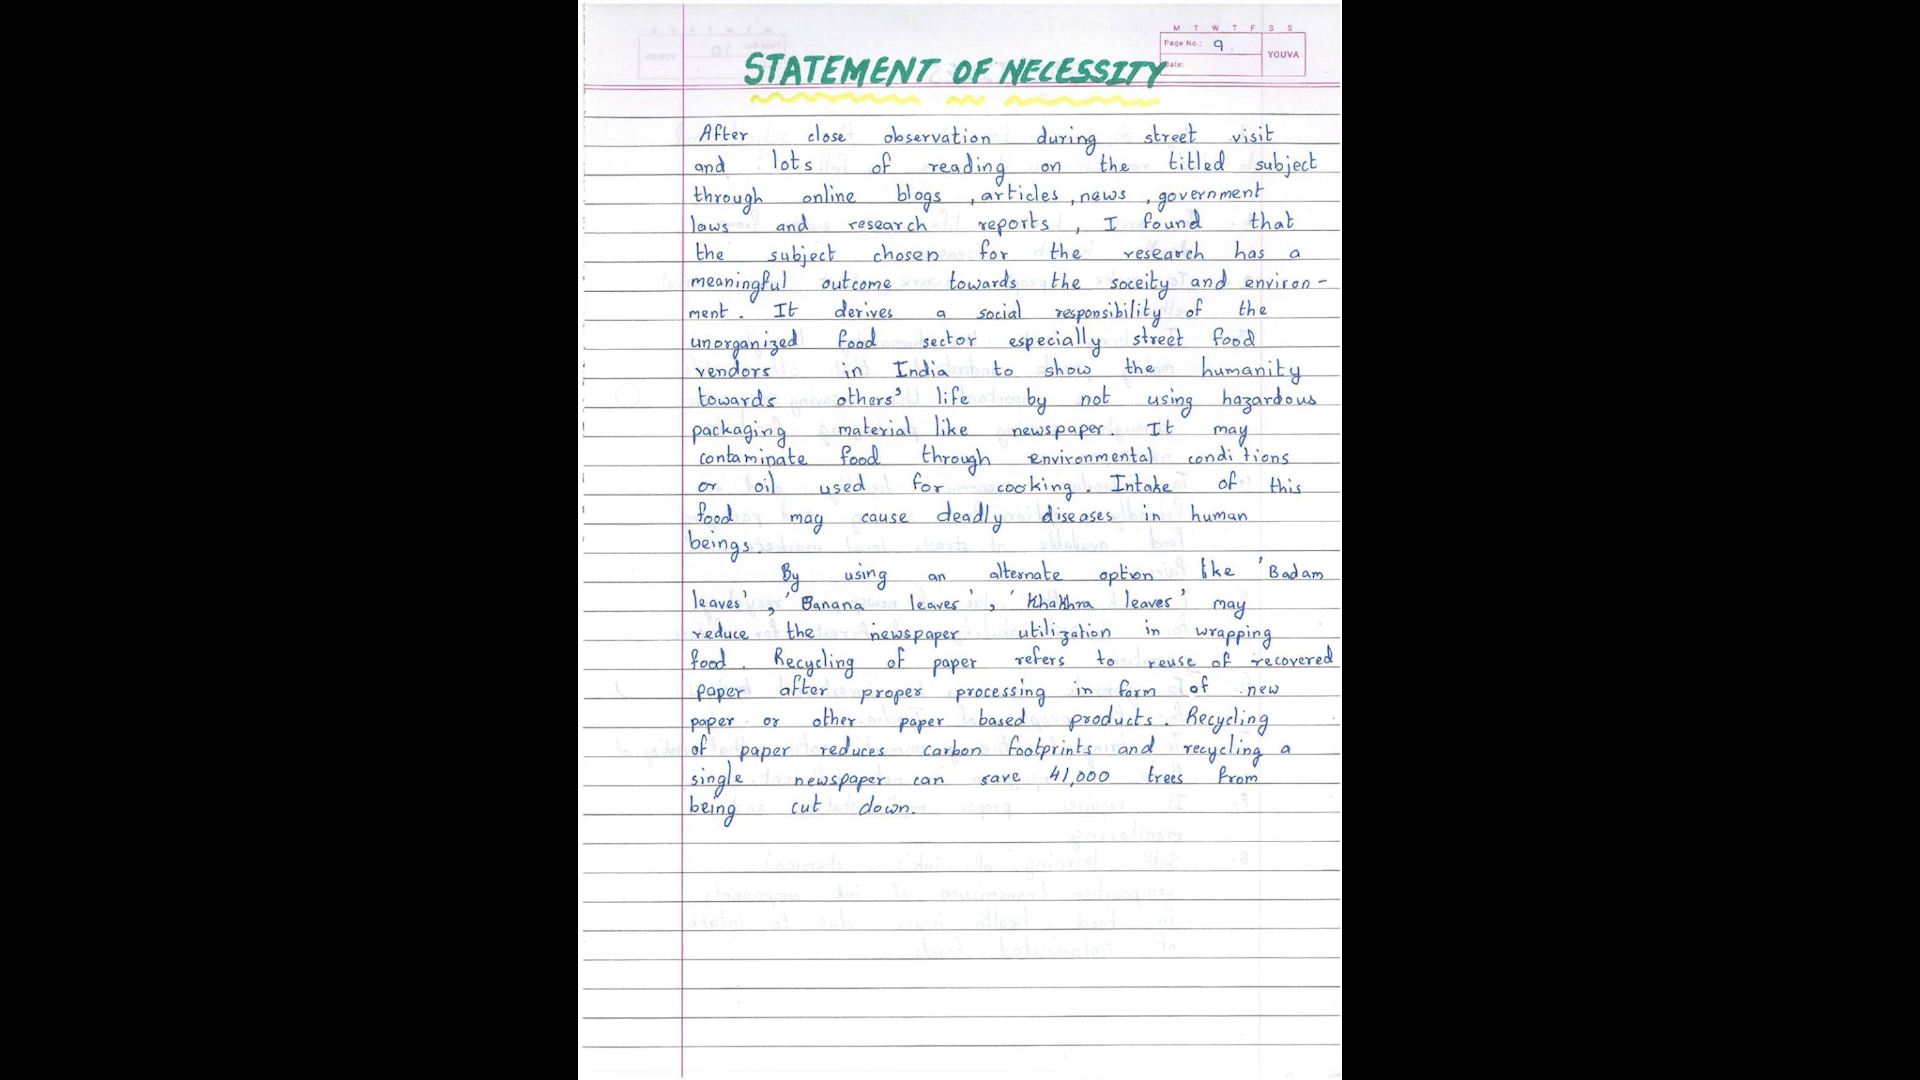 M T W T F S S
Page No.: 9
YOUVA
Date:
STATEMENT OF NECESSITY
After close observation during street visit
and lots of reading on the titled subject
through online blogs, articles, news, government
laws and research reports, I found that
the subject chosen for the research has a
meaningful outcome towards the soceity and environ-
ment. It derives a social responsibility of the
unorganized food sector especially street food
vendors in India to show the humanity
towards others' life by not using hazardous
packaging material like newspaper. It may
contaminate food through environmental conditions
or oil used for cooking. Intake of this
food may cause deadly diseases in human
beings.
By using an alternate option like 'Badam
leaves', 'Banana leaves', 'Khakhra leaves' may
reduce the newspaper utilization in wrapping
food. Recycling of paper refers to reuse of recovered
paper after proper processing in form of new
paper or other paper based products. Recycling
of paper reduces carbon footprints and recycling a
single newspaper can save 41,000 trees from
being cut down.